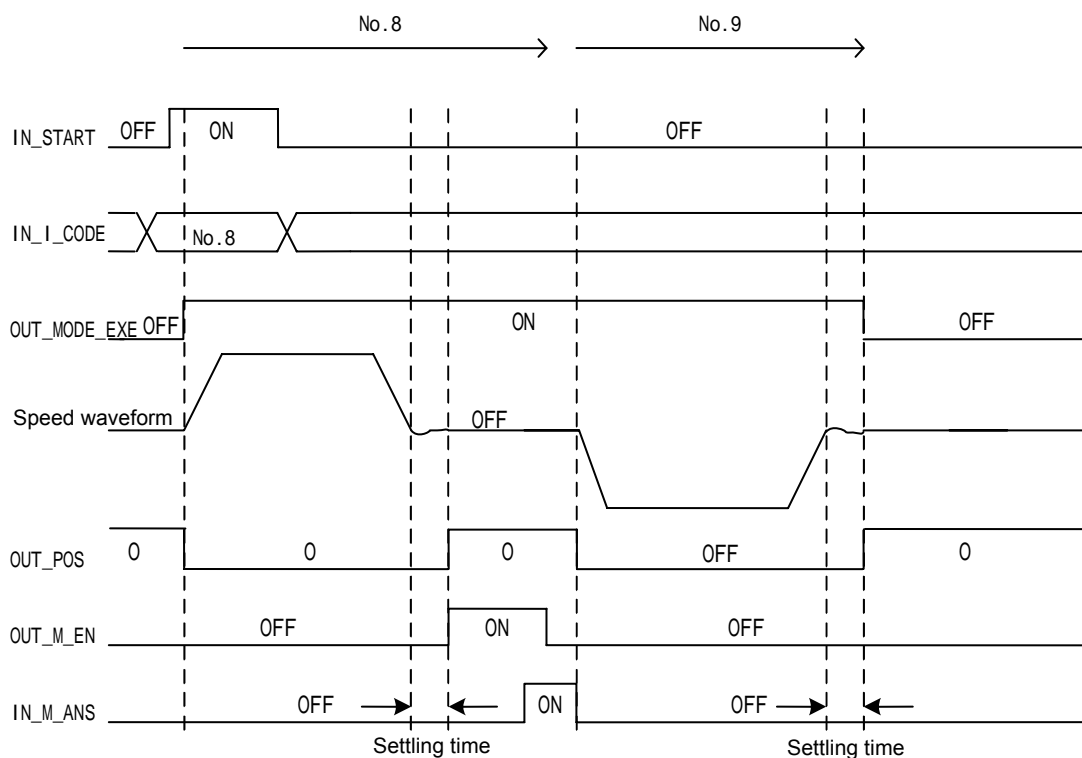 No.8 No.9
IN_START OFF ON OFF
IN_I_CODE No.8
OUT_MODE_EXE OFF ON OFF
Speed waveform OFF
OUT_POS O O O OFF O
OUT_M_EN OFF ON OFF
IN_M_ANS OFF ON OFF
Settling time Settling time